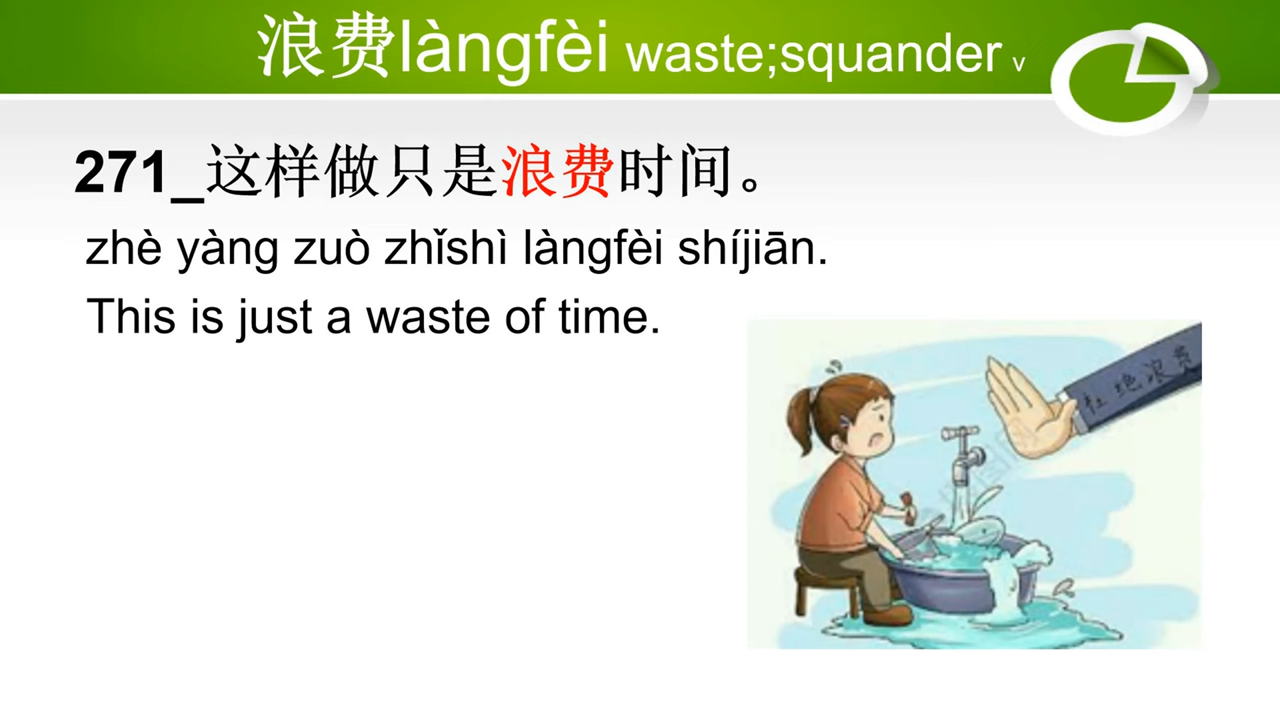 浪费làngfèi waste;squander v
271_这样做只是浪费时间。
zhè yàng zuò zhǐshì làngfèi shíjiān.
This is just a waste of time.
杜绝浪费